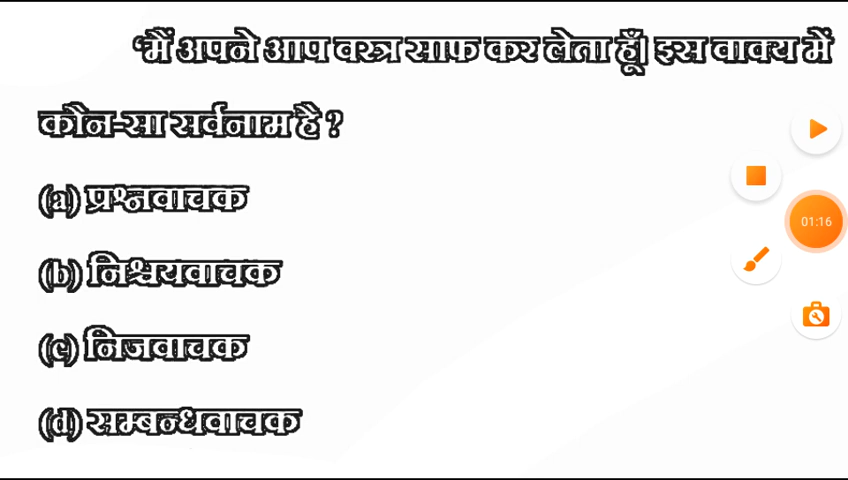 ‘मैं अपने आप वस्त्र साफ कर लेता हूँ| इस वाक्य में
कौन-सा सर्वनाम है ?
(a) प्रश्नवाचक
(b) निश्चयवाचक
(c) निजवाचक
(d) सम्बन्धवाचक
01:16